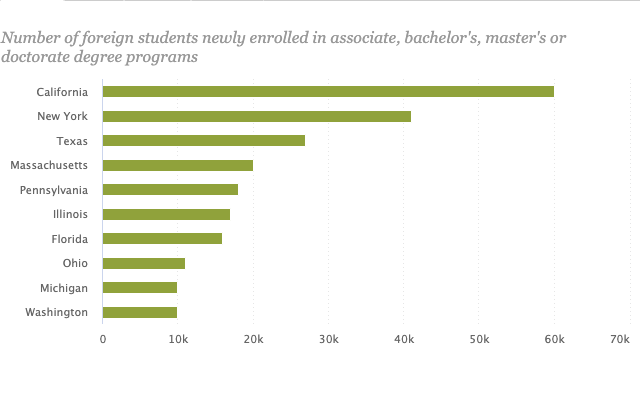 Number of foreign students newly enrolled in associate, bachelor's, master's or
doctorate degree programs
California
New York
Texas
Massachusetts
Pennsylvania
Illinois
Florida
Ohio
Michigan
Washington
0 10k 20k 30k 40k 50k 60k 70k